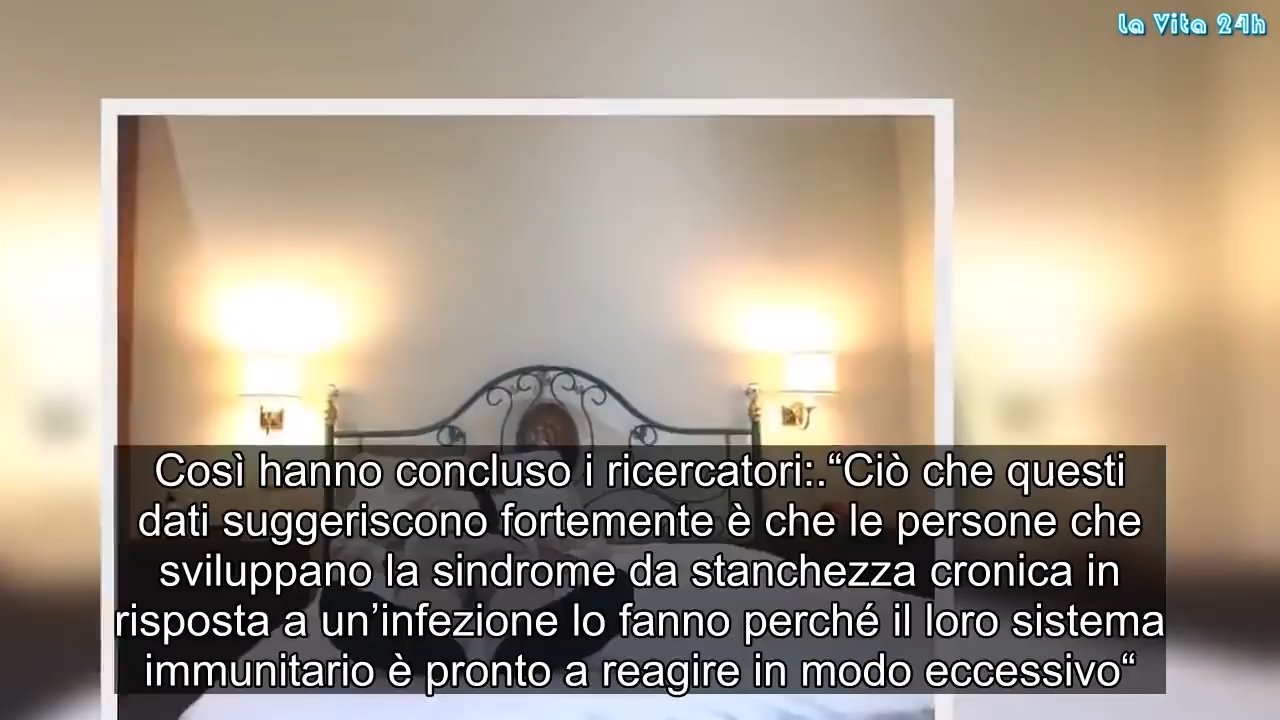 La Vita 24h
Così hanno concluso i ricercatori:.“Ciò che questi
dati suggeriscono fortemente è che le persone che
sviluppano la sindrome da stanchezza cronica in
risposta a un’infezione lo fanno perché il loro sistema
immunitario è pronto a reagire in modo eccessivo“